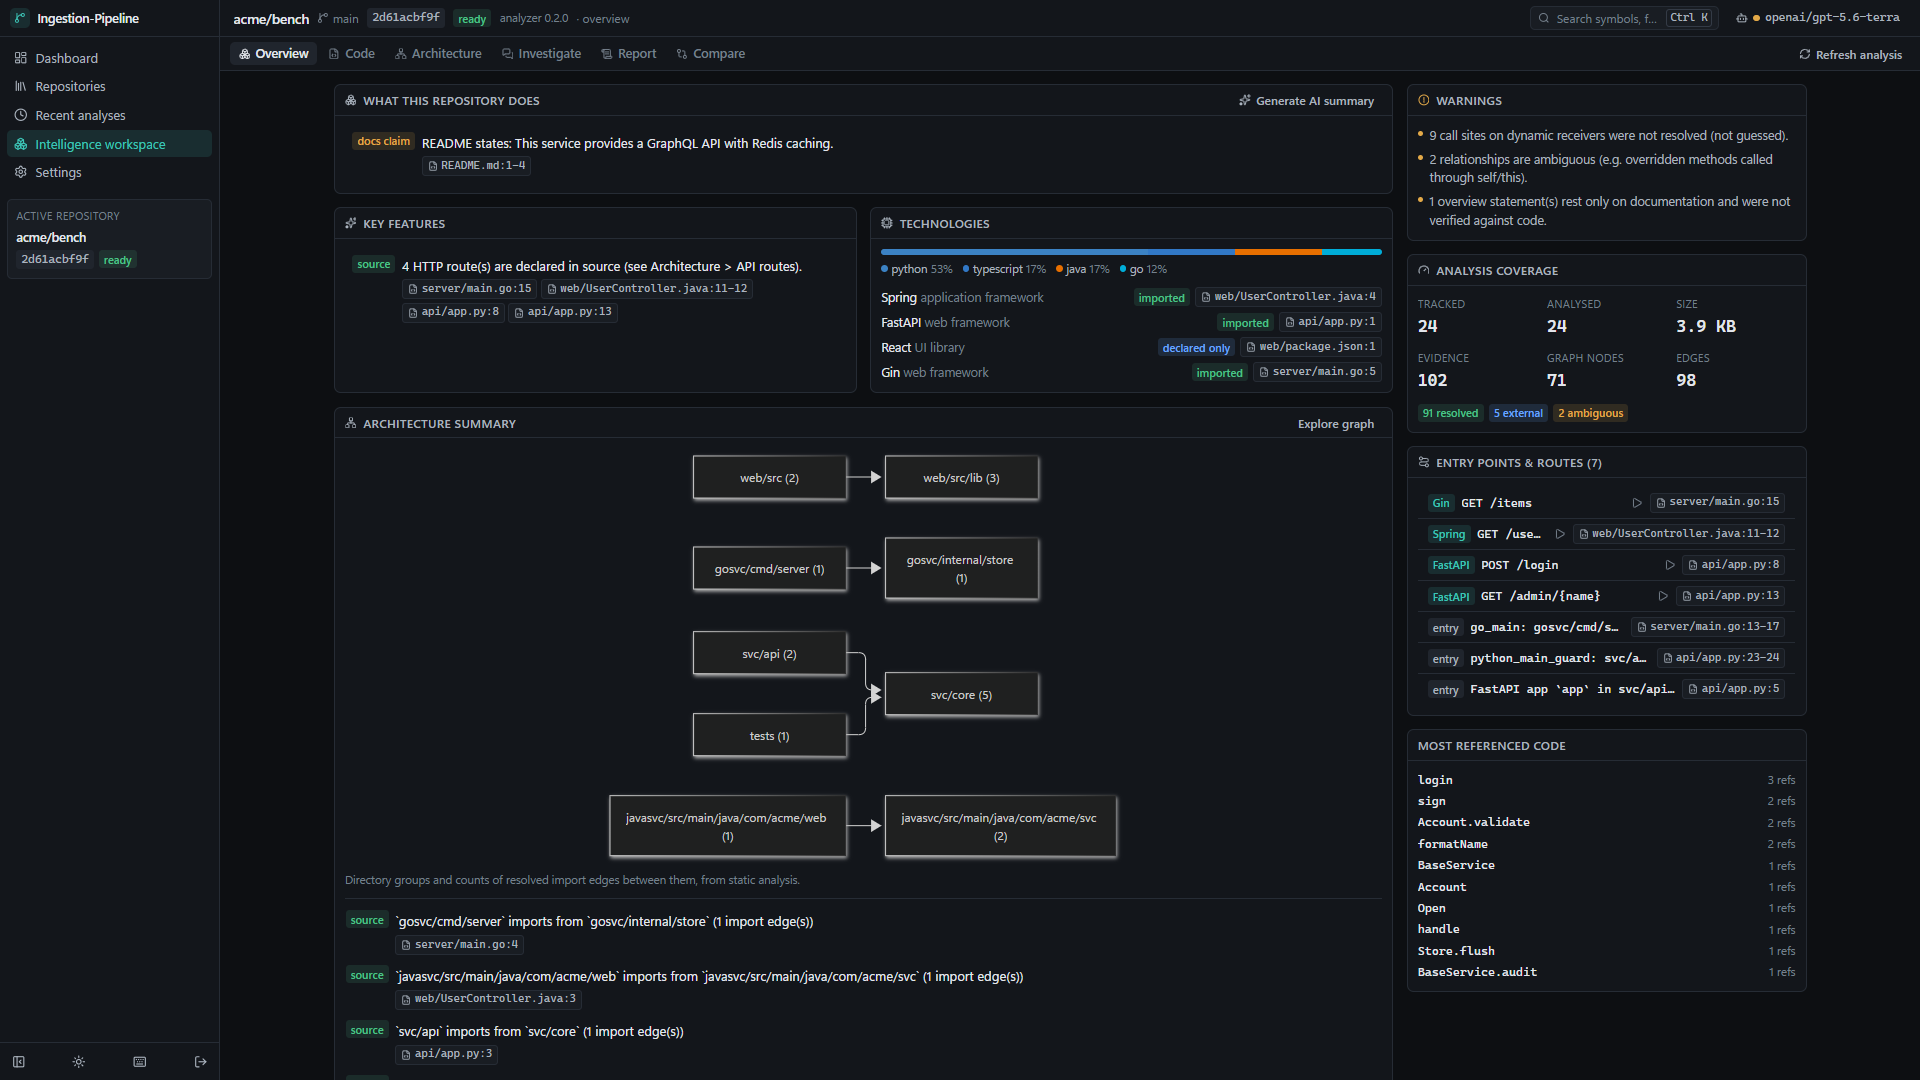 Ingestion-Pipeline
Dashboard
Repositories
Recent analyses
Intelligence workspace
Settings
ACTIVE REPOSITORY
acme/bench
2d61acbf9f ready
acme/bench main 2d61acbf9f ready analyzer 0.2.0 · overview
Search symbols, f... Ctrl K
openai/gpt-5.6-terra
Overview Code Architecture Investigate Report Compare
Refresh analysis
WHAT THIS REPOSITORY DOES
Generate AI summary
docs claim README states: This service provides a GraphQL API with Redis caching.
README.md:1-4
KEY FEATURES
source 4 HTTP route(s) are declared in source (see Architecture > API routes).
server/main.go:15 web/UserController.java:11-12
api/app.py:8 api/app.py:13
TECHNOLOGIES
python 53% typescript 17% java 17% go 12%
Spring application framework imported web/UserController.java:4
FastAPI web framework imported api/app.py:1
React UI library declared only web/package.json:1
Gin web framework imported server/main.go:5
ARCHITECTURE SUMMARY
Explore graph
web/src (2)
web/src/lib (3)
gosvc/cmd/server (1)
gosvc/internal/store
(1)
svc/api (2)
svc/core (5)
tests (1)
javasvc/src/main/java/com/acme/web
(1)
javasvc/src/main/java/com/acme/svc
(2)
Directory groups and counts of resolved import edges between them, from static analysis.
source `gosvc/cmd/server` imports from `gosvc/internal/store` (1 import edge(s))
server/main.go:4
source `javasvc/src/main/java/com/acme/web` imports from `javasvc/src/main/java/com/acme/svc` (1 import edge(s))
web/UserController.java:3
source `svc/api` imports from `svc/core` (1 import edge(s))
api/app.py:3
WARNINGS
9 call sites on dynamic receivers were not resolved (not guessed).
2 relationships are ambiguous (e.g. overridden methods called
through self/this).
1 overview statement(s) rest only on documentation and were not
verified against code.
ANALYSIS COVERAGE
TRACKED ANALYSED SIZE
24 24 3.9 KB
EVIDENCE GRAPH NODES EDGES
102 71 98
91 resolved 5 external 2 ambiguous
ENTRY POINTS & ROUTES (7)
Gin GET /items server/main.go:15
Spring GET /use… web/UserController.java:11-12
FastAPI POST /login api/app.py:8
FastAPI GET /admin/{name} api/app.py:13
entry go_main: gosvc/cmd/s… server/main.go:13-17
entry python_main_guard: svc/a… api/app.py:23-24
entry FastAPI app `app` in svc/api… api/app.py:5
MOST REFERENCED CODE
login 3 refs
sign 2 refs
Account.validate 2 refs
formatName 2 refs
BaseService 1 refs
Account 1 refs
Open 1 refs
handle 1 refs
Store.flush 1 refs
BaseService.audit 1 refs